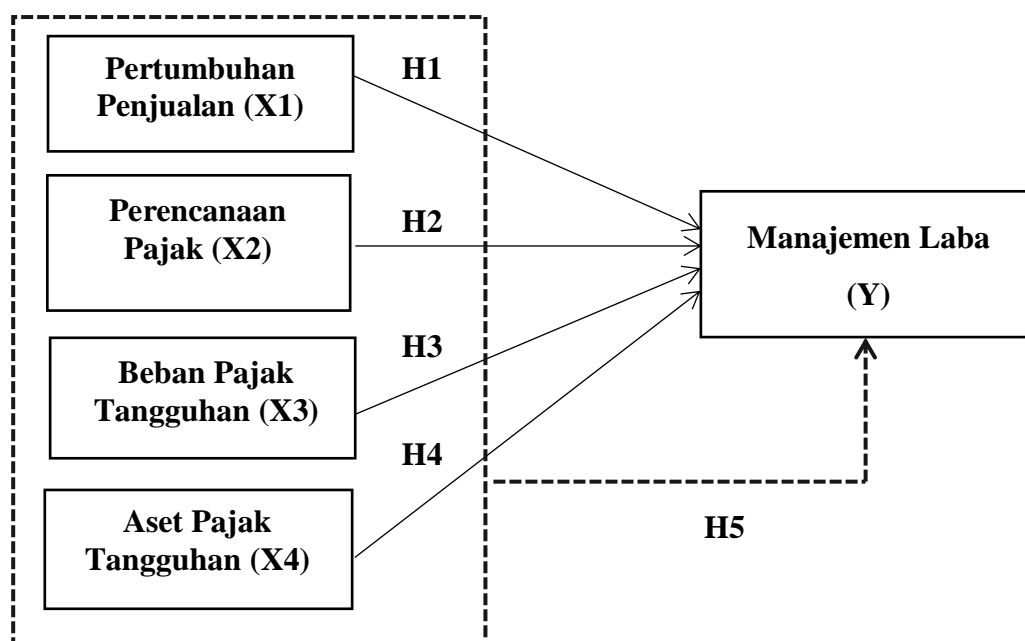 Pertumbuhan
Penjualan (X1)
H1
Perencanaan
Pajak (X2)
H2
Manajemen Laba
(Y)
Beban Pajak
Tangguhan (X3)
H3
H4
Aset Pajak
Tangguhan (X4)
H5